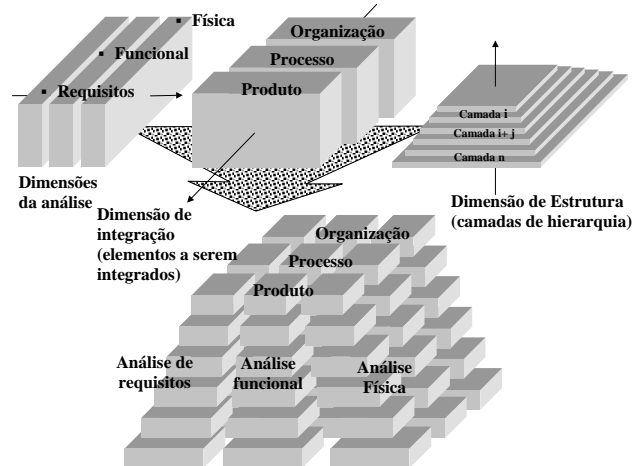 Física
Funcional
Requisitos
Dimensões
da análise
Organização
Processo
Produto
Dimensão de
integração
(elementos a serem
integrados)
Camada i
Camada i+ j
Camada n
Dimensão de Estrutura
(camadas de hierarquia)
Organização
Processo
Produto
Análise de
requisitos
Análise
funcional
Análise
Física